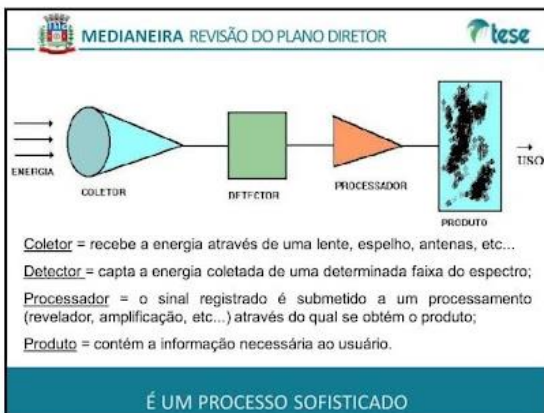 MEDIANEIRA REVISÃO DO PLANO DIRETOR
tese
ENERGIA
COLETOR
DETECTOR
PROCESSADOR
PRODUTO
USO
Coletor = recebe a energia através de uma lente, espelho, antenas, etc...
Detector = capta a energia coletada de uma determinada faixa do espectro;
Processador = o sinal registrado é submetido a um processamento
(revelador, amplificação, etc...) através do qual se obtém o produto;
Produto = contém a informação necessária ao usuário.
É UM PROCESSO SOFISTICADO